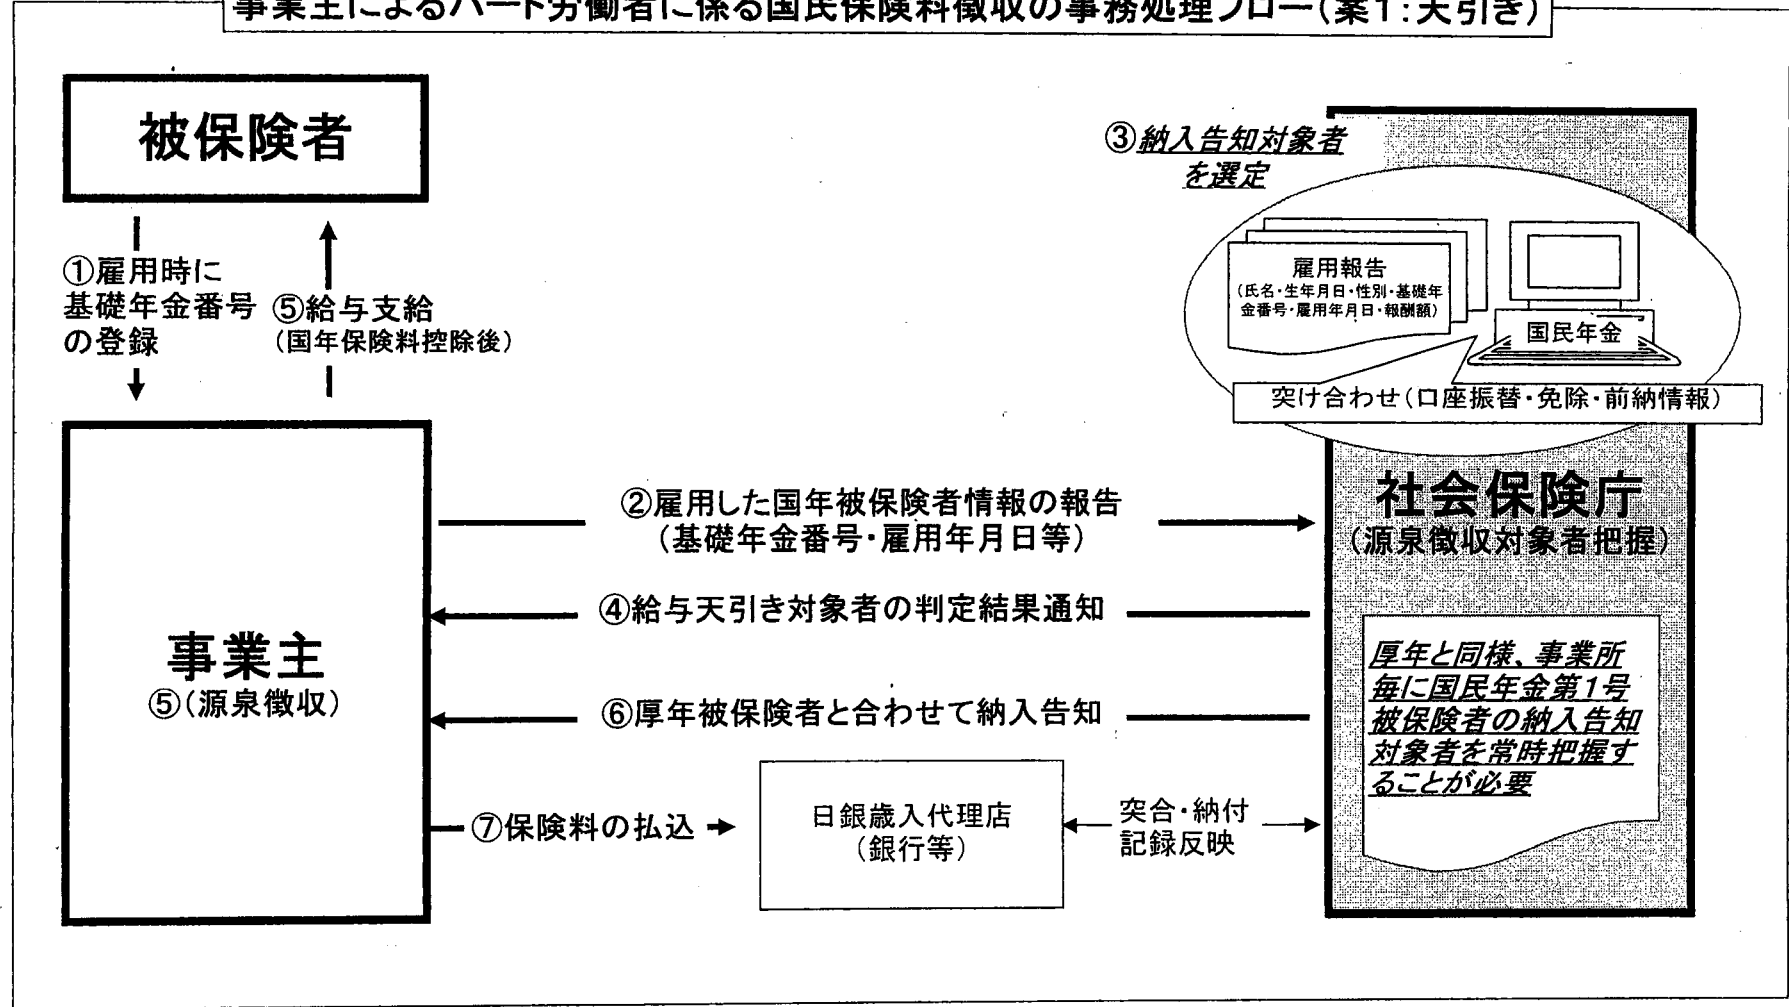 事業主によるパート労働者に係る国民保険料徴収の事務処理フロー(案1:天引き)
被保険者
①雇用時に
基礎年金番号
の登録
⑤給与支給
(国年保険料控除後)
③納入告知対象者
を選定
雇用報告
(氏名・生年月日・性別・基礎年
金番号・雇用年月日・報酬額)
国民年金
突け合わせ(口座振替・免除・前納情報)
②雇用した国年被保険者情報の報告
(基礎年金番号・雇用年月日等)
社会保険庁
(源泉徴収対象者把握)
④給与天引き対象者の判定結果通知
事業主
⑤(源泉徴収)
⑥厚年被保険者と合わせて納入告知
厚年と同様、事業所
毎に国民年金第1号
被保険者の納入告知
対象者を常時把握す
ることが必要
⑦保険料の払込
日銀歳入代理店
(銀行等)
突合・納付
記録反映